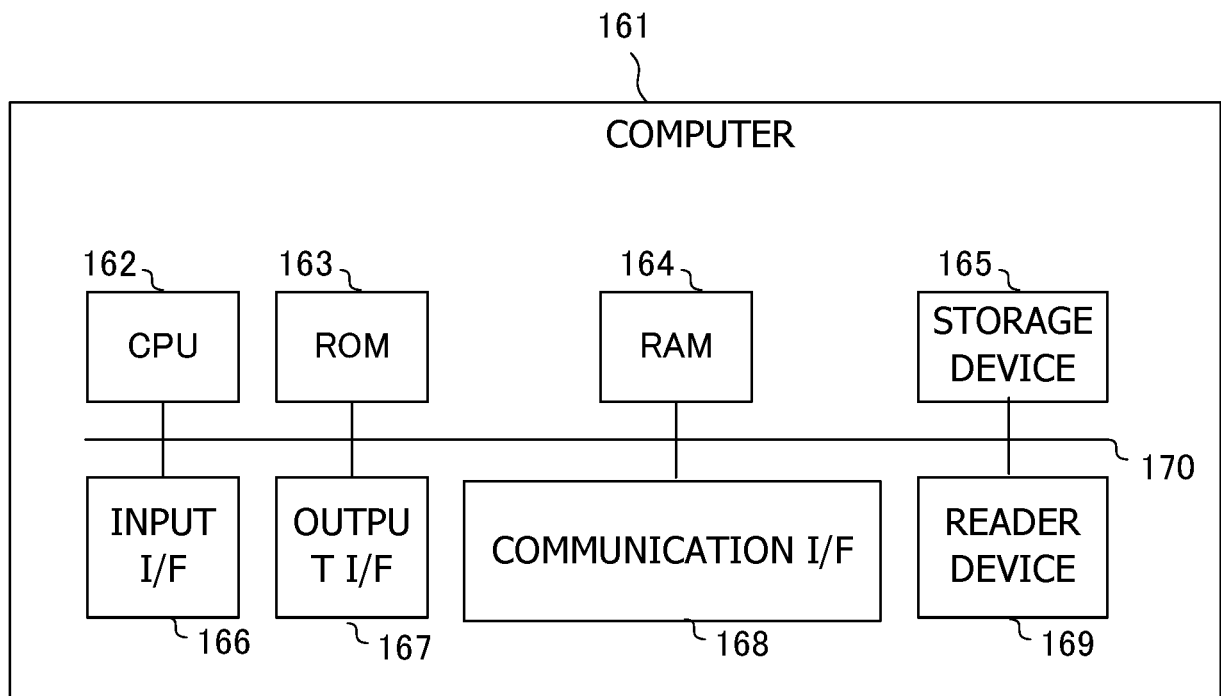 161
COMPUTER
162
163
164
165
CPU
ROM
RAM
STORAGE
DEVICE
170
INPUT
I/F
OUTPU
T I/F
COMMUNICATION I/F
READER
DEVICE
166
167
168
169